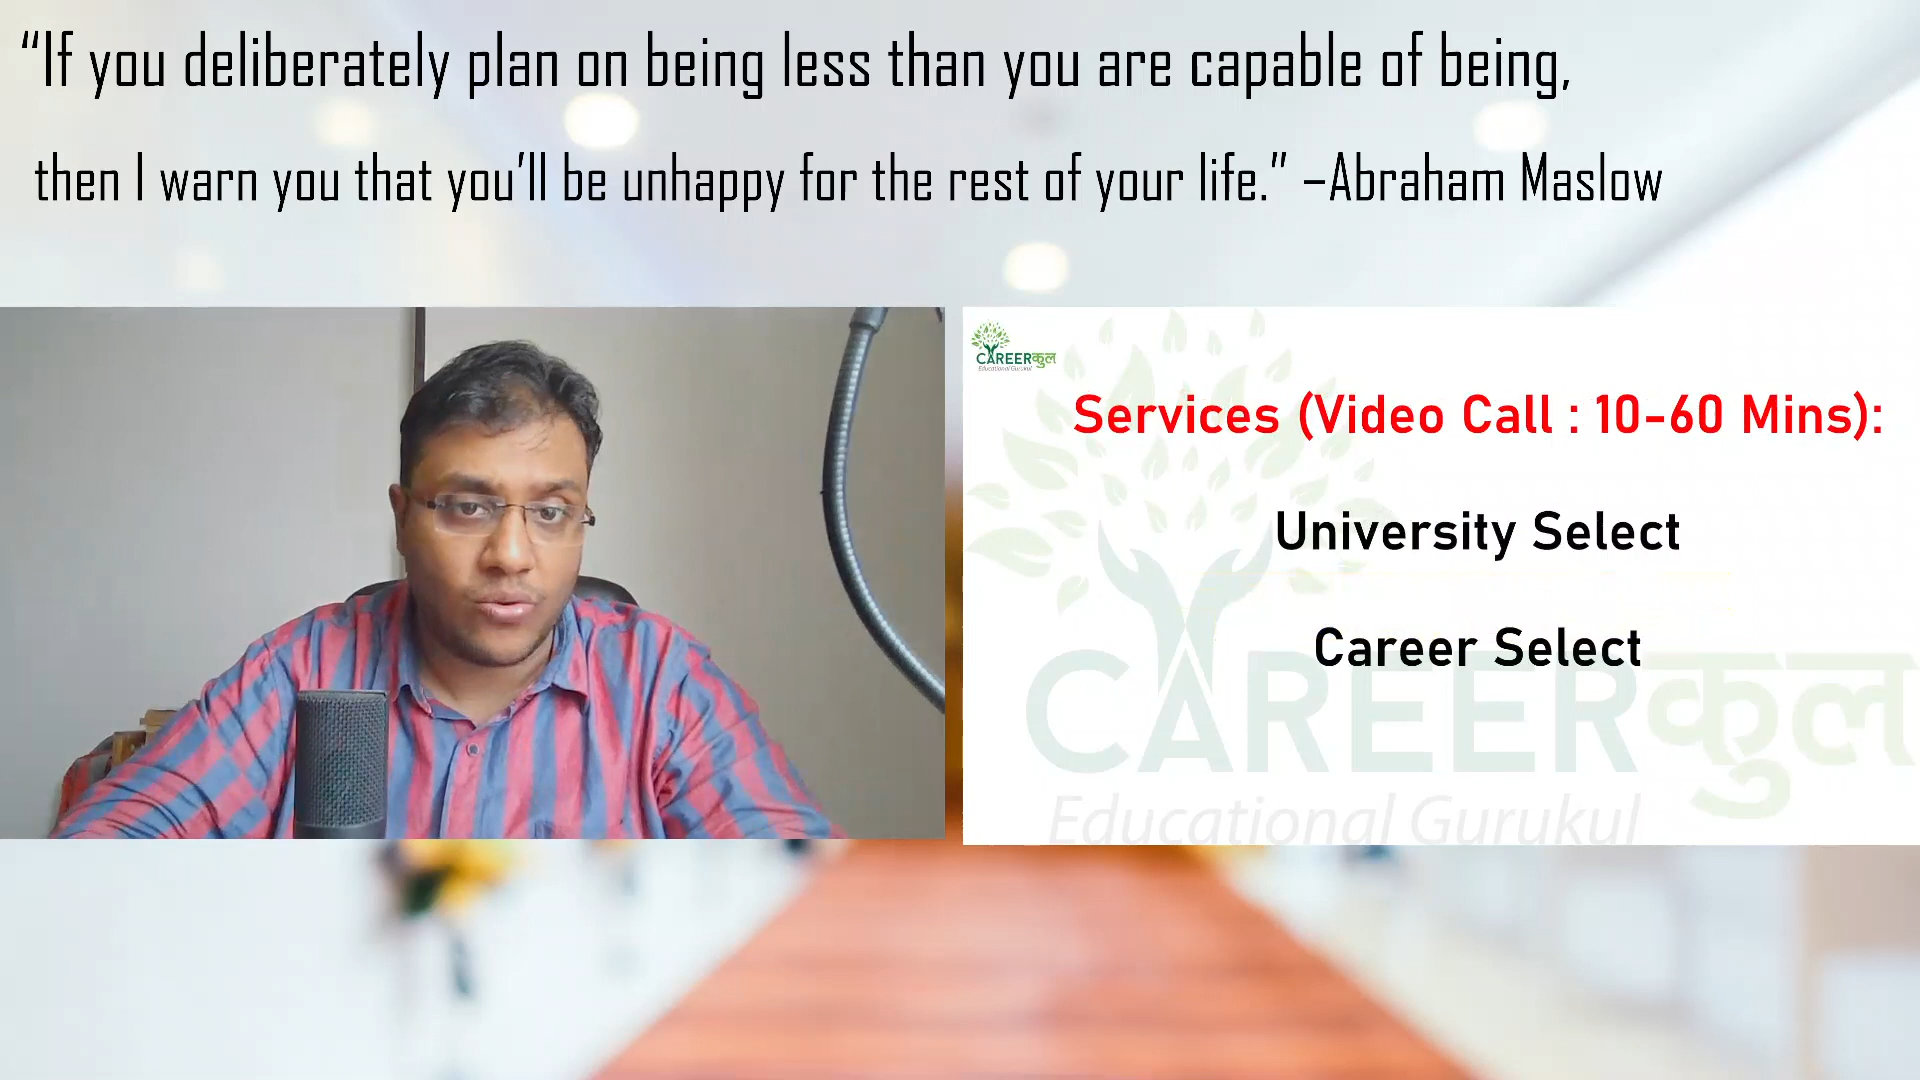 “If you deliberately plan on being less than you are capable of being,
then I warn you that you’ll be unhappy for the rest of your life.” –Abraham Maslow
CAREERकुल
Educational Gurukul
Services (Video Call : 10-60 Mins):
University Select
Career Select
CAREERकुल
Educational Gurukul